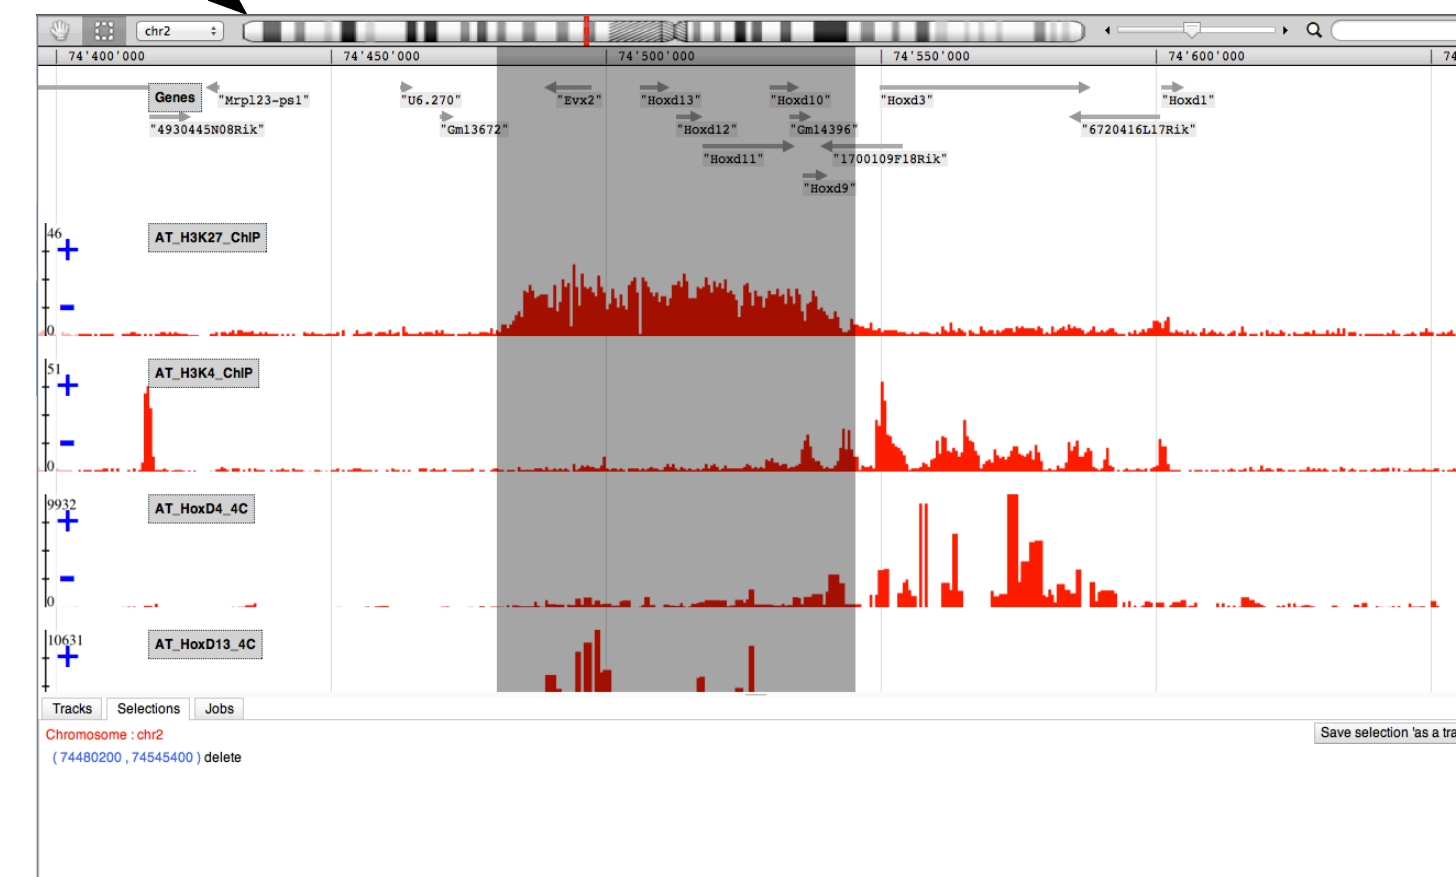 chr2
74'400'000 74'450'000 74'500'000 74'550'000 74'600'000 74
Genes "Mrpl23-ps1" "U6.270" "Evx2" "Hoxd13" "Hoxd10" "Hoxd3" "Hoxd1"
"4930445N08Rik" "Gm13672" "Hoxd12" "Gm14396" "6720416L17Rik"
"Hoxd11" "1700109F18Rik"
"Hoxd9"
46 AT_H3K27_ChIP
+
-
0
51 AT_H3K4_ChIP
+
-
0
9932 AT_HoxD4_4C
+
-
0
10631 AT_HoxD13_4C
+
Tracks Selections Jobs
Chromosome : chr2 Save selection 'as a tra
( 74480200 , 74545400 ) delete